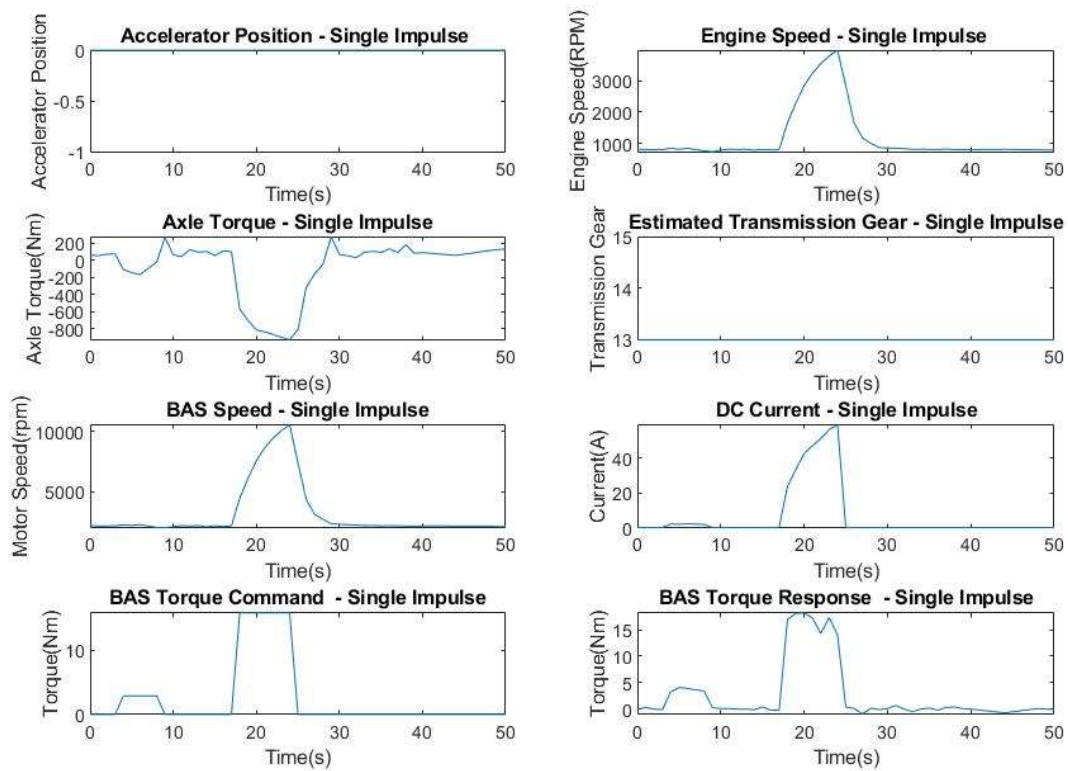 Accelerator Position - Single Impulse
Accelerator Position
0
-0.5
-1
0 10 20 30 40 50
Time(s)
Engine Speed - Single Impulse
Engine Speed(RPM)
3000
2000
1000
0 10 20 30 40 50
Time(s)
Axle Torque - Single Impulse
Axle Torque(Nm)
200
0
-200
-400
-600
-800
0 10 20 30 40 50
Time(s)
Estimated Transmission Gear - Single Impulse
Transmission Gear
15
14
13
0 10 20 30 40 50
Time(s)
BAS Speed - Single Impulse
Motor Speed(rpm)
10000
5000
0 10 20 30 40 50
Time(s)
DC Current - Single Impulse
Current(A)
40
20
0
0 10 20 30 40 50
Time(s)
BAS Torque Command - Single Impulse
Torque(Nm)
10
0
0 10 20 30 40 50
Time(s)
BAS Torque Response - Single Impulse
Torque(Nm)
15
10
5
0
0 10 20 30 40 50
Time(s)